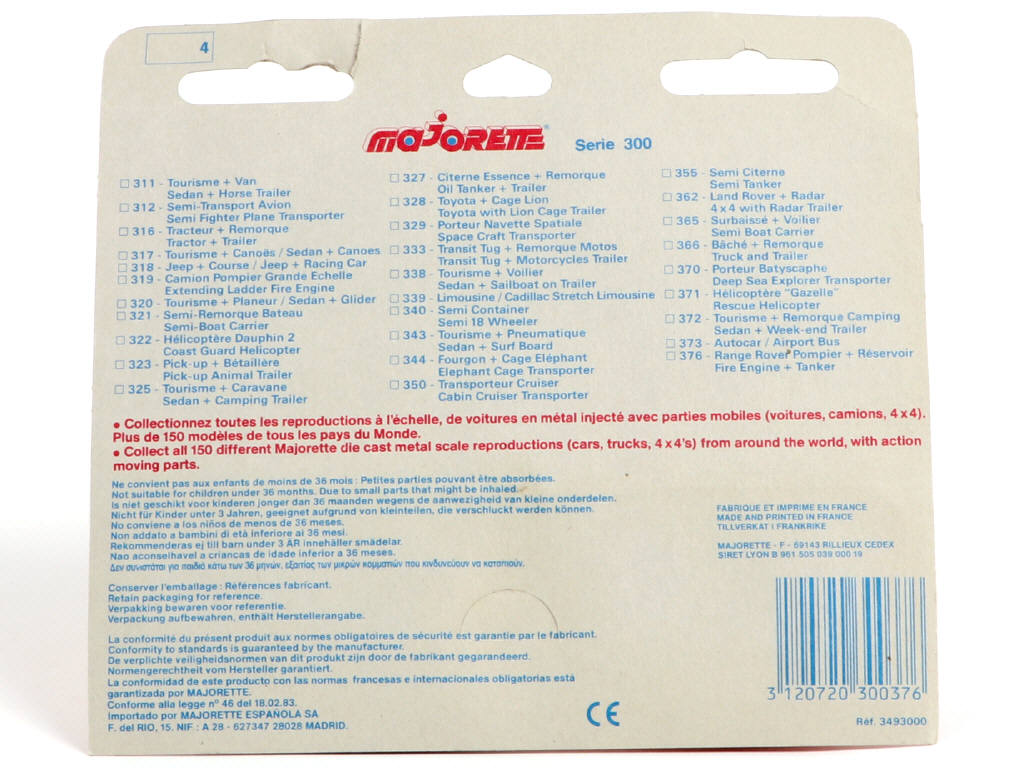 4
MAJORETTE
Serie 300
311 - Tourisme + Van
Sedan + Horse Trailer
312 - Semi-Transport Avion
Semi Fighter Plane Transporter
316 - Tracteur + Remorque
Tractor + Trailer
317 - Tourisme + Canoës / Sedan + Canoes
318 - Jeep + Course / Jeep + Racing Car
319 - Camion Pompier Grande Echelle
Extending Ladder Fire Engine
320 - Tourisme + Planeur / Sedan + Glider
321 - Semi-Remorque Bateau
Semi-Boat Carrier
322 - Hélicoptère Dauphin 2
Coast Guard Helicopter
323 - Pick-up + Bétaillère
Pick-up Animal Trailer
325 - Tourisme + Caravane
Sedan + Camping Trailer
327 - Citerne Essence + Remorque
Oil Tanker + Trailer
328 - Toyota + Cage Lion
Toyota with Lion Cage Trailer
329 - Porteur Navette Spatiale
Space Craft Transporter
333 - Transit Tug + Remorque Motos
Transit Tug + Motorcycles Trailer
338 - Tourisme + Voilier
Sedan + Sailboat on Trailer
339 - Limousine / Cadillac Stretch Limousine
340 - Semi Container
Semi 18 Wheeler
343 - Tourisme + Pneumatique
Sedan + Surf Board
344 - Fourgon + Cage Eléphant
Elephant Cage Transporter
350 - Transporteur Cruiser
Cabin Cruiser Transporter
355 - Semi Citerne
Semi Tanker
362 - Land Rover + Radar
4 x 4 with Radar Trailer
365 - Surbaissé + Voilier
Semi Boat Carrier
366 - Bâché + Remorque
Truck and Trailer
370 - Porteur Batyscaphe
Deep Sea Explorer Transporter
371 - Hélicoptère "Gazelle"
Rescue Helicopter
372 - Tourisme + Remorque Camping
Sedan + Week-end Trailer
373 - Autocar / Airport Bus
376 - Range Rover Pompier + Réservoir
Fire Engine + Tanker
• Collectionnez toutes les reproductions à l'échelle, de voitures en métal injecté avec parties mobiles (voitures, camions, 4 x 4).
Plus de 150 modèles de tous les pays du Monde.
• Collect all 150 different Majorette die cast metal scale reproductions (cars, trucks, 4 x 4's) from around the world, with action
moving parts.
Ne convient pas aux enfants de moins de 36 mois : Petites parties pouvant être absorbées.
Not suitable for children under 36 months. Due to small parts that might be inhaled.
Is niet geschikt voor kinderen jonger dan 36 maanden wegens de aanwezigheid van kleine onderdelen.
Nicht für Kinder unter 3 Jahren, geeignet aufgrund von kleinteilen, die verschluckt werden können.
No conviene a los niños de menos de 36 meses.
Non addato a bambini di età inferiore ai 36 mesi.
Rekommenderas ej till barn under 3 ÅR innehåller smådelar.
Nao aconselhavel a criancas de idade inferior a 36 meses.
Δεν συνιστάται για παιδιά κάτω των 36 μηνών, εξαιτίας των μικρών κομματιών που κινδυνεύουν να καταπιούν.
Conserver l'emballage : Références fabricant.
Retain packaging for reference.
Verpakking bewaren voor referentie.
Verpackung aufbewahren, enthält Herstellerangabe.
La conformité du présent produit aux normes obligatoires de sécurité est garantie par le fabricant.
Conformity to standards is guaranteed by the manufacturer.
De verplichte veiligheidsnormen van dit produkt zijn door de fabrikant gegarandeerd.
Normengerechtheit vom Hersteller garantiert.
La conformidad de este producto con las normas francesas e internacionales obligatorias está
garantizada por MAJORETTE.
Conforme alla legge n° 46 del 18.02.83.
Importado por MAJORETTE ESPAÑOLA SA
F. del RIO, 15. NIF : A 28 - 627347 28028 MADRID.
FABRIQUE ET IMPRIME EN FRANCE
MADE AND PRINTED IN FRANCE
TILLVERKAT I FRANKRIKE
MAJORETTE - F - 69143 RILLIEUX CEDEX
SIRET LYON B 961 505 039 000 19
CE
3 120720 300376
Réf. 3493000